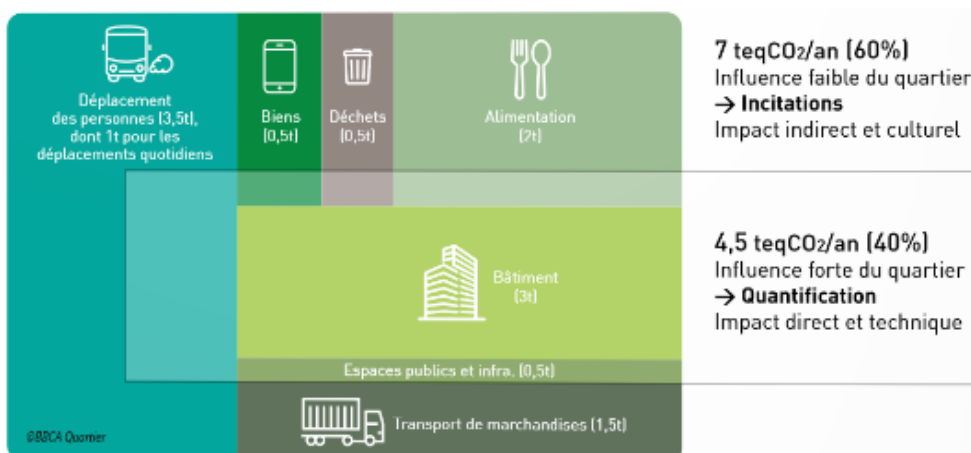 Déplacement
des personnes (3,5t),
dont 1t pour les
déplacements quotidiens
Biens
(0,5t)
Déchets
(0,5t)
Alimentation
(2t)
7 teqCO2/an (60%)
Influence faible du quartier
→ Incitations
Impact indirect et culturel
Bâtiment
(3t)
4,5 teqCO2/an (40%)
Influence forte du quartier
→ Quantification
Impact direct et technique
Espaces publics et infra. (0,5t)
Transport de marchandises (1,5t)
©BBCA Quartier